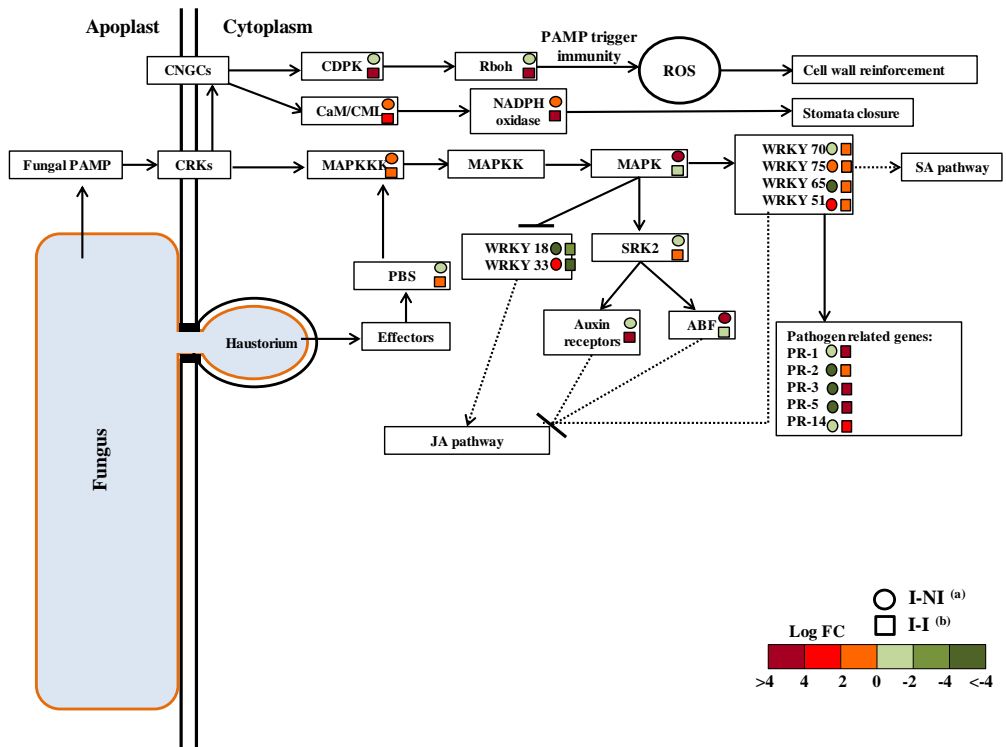 Apoplast
Cytoplasm
CNGCs
CDPK
Rboh
PAMP trigger
immunity
ROS
Cell wall reinforcement
CaM/CML
NADPH
oxidase
Stomata closure
Fungal PAMP
CRKs
MAPKKK
MAPKK
MAPK
WRKY 70
WRKY 75
WRKY 65
WRKY 51
SA pathway
WRKY 18
WRKY 33
SRK2
PBS
Effectors
Haustorium
Auxin
receptors
ABF
Pathogen related genes:
PR-1
PR-2
PR-3
PR-5
PR-14
JA pathway
Fungus
I-NI (a)
I-I (b)
Log FC
>4 4 2 0 -2 -4 <-4